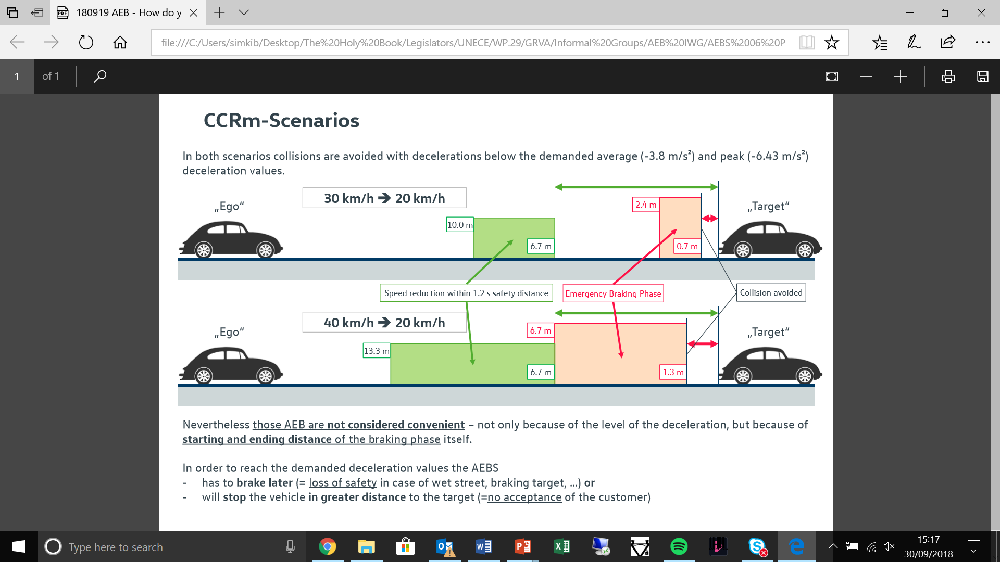 180919 AEB - How do y
file:///C:/Users/simkib/Desktop/The%20Holy%20Book/Legislators/UNECE/WP.29/GRVA/Informal%20Groups/AEB%20IWG/AEBS%2006%20P
1 of 1
CCRm-Scenarios
In both scenarios collisions are avoided with decelerations below the demanded average (-3.8 m/s²) and peak (-6.43 m/s²)
deceleration values.
30 km/h ➔ 20 km/h
„Ego“
2.4 m
„Target“
10.0 m
6.7 m
0.7 m
Speed reduction within 1.2 s safety distance
Emergency Braking Phase
Collision avoided
40 km/h ➔ 20 km/h
„Ego“
6.7 m
„Target“
13.3 m
6.7 m
1.3 m
Nevertheless those AEB are not considered convenient – not only because of the level of the deceleration, but because of
starting and ending distance of the braking phase itself.
In order to reach the demanded deceleration values the AEBS
- has to brake later (= loss of safety in case of wet street, braking target, ...) or
- will stop the vehicle in greater distance to the target (=no acceptance of the customer)
Type here to search
15:17
30/09/2018